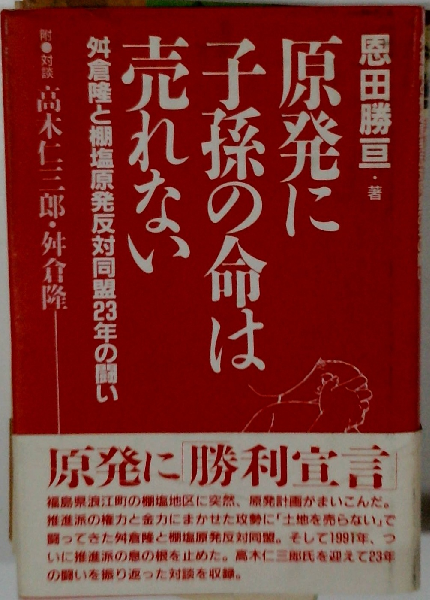 恩田勝亘・著
原発に
子孫の命は
売れない
舛倉隆と棚塩原発反対同盟23年の闘い
附●対談 高木仁三郎・舛倉隆
原発に「勝利宣言」
福島県浪江町の棚塩地区に突然、原発計画がまいこんだ。
推進派の権力と金力にまかせた攻勢に「土地を売らない」で
闘ってきた舛倉隆と棚塩原発反対同盟。そして1991年、つ
いに推進派の息の根を止めた。高木仁三郎氏を迎えて23年
の闘いを振り返った対談を収録。